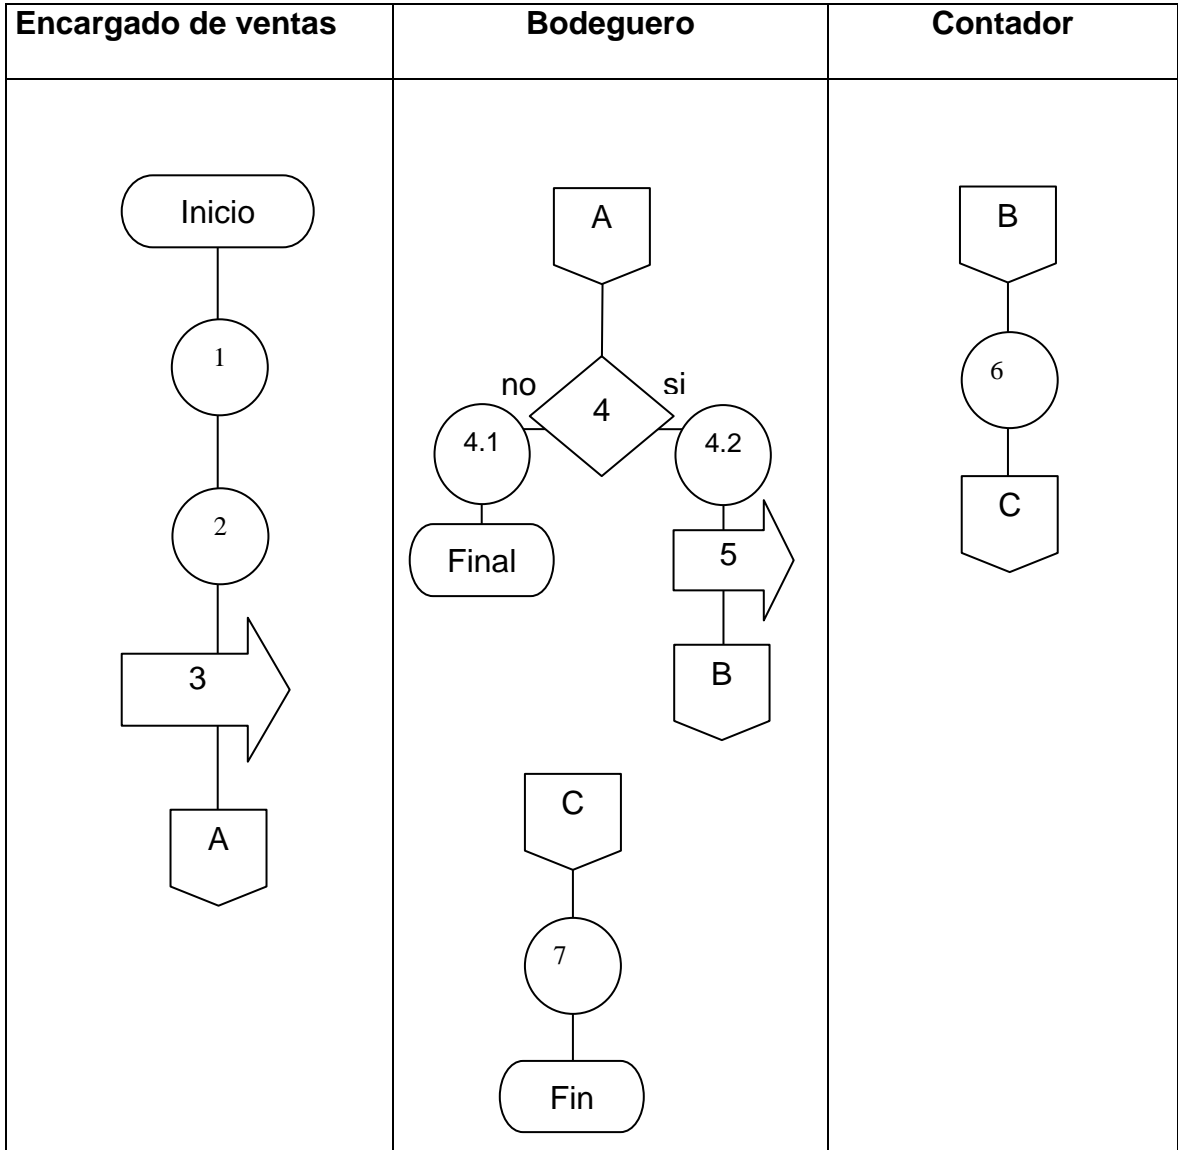 Encargado de ventas
Bodeguero
Contador
Inicio
1
2
3
A
A
no
si
4
4.1
4.2
Final
5
B
C
7
Fin
B
6
C